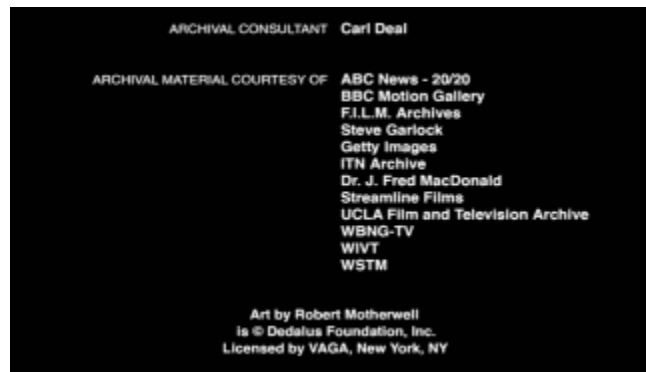 ARCHIVAL CONSULTANT Carl Deal
ARCHIVAL MATERIAL COURTESY OF ABC News - 20/20
BBC Motion Gallery
F.I.L.M. Archives
Steve Garlock
Getty Images
ITN Archive
Dr. J. Fred MacDonald
Streamline Films
UCLA Film and Television Archive
WBNG-TV
WIVT
WSTM
Art by Robert Motherwell
is © Dedalus Foundation, Inc.
Licensed by VAGA, New York, NY